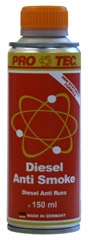 PRO TEC
Diesel
Anti Smoke
Diesel Anti Russ
e 150 ml
MADE IN GERMANY